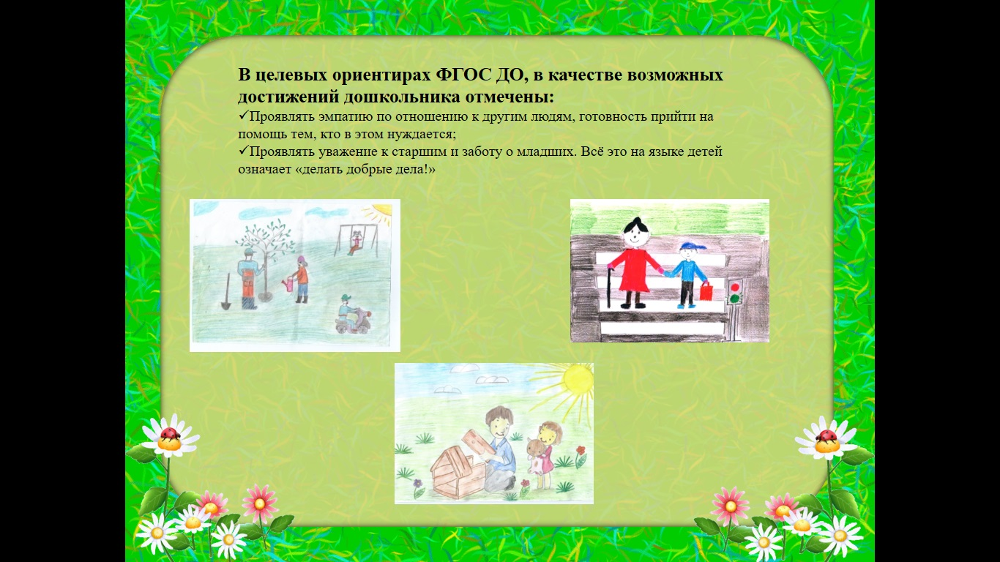 В целевых ориентирах ФГОС ДО, в качестве возможных
достижений дошкольника отмечены:
✓Проявлять эмпатию по отношению к другим людям, готовность прийти на
помощь тем, кто в этом нуждается;
✓Проявлять уважение к старшим и заботу о младших. Всё это на языке детей
означает «делать добрые дела!»